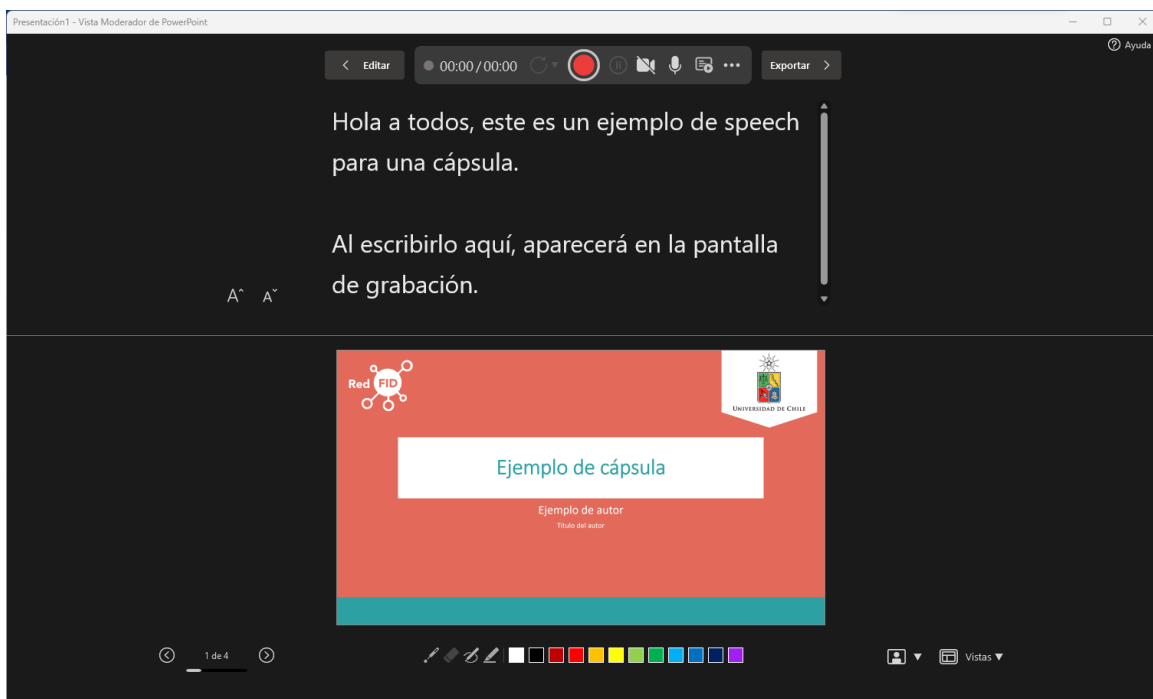 Presentación1 - Vista Moderador de PowerPoint
Ayuda
Editar
00:00 / 00:00
Exportar
Hola a todos, este es un ejemplo de speech
para una cápsula.
Al escribirlo aquí, aparecerá en la pantalla
de grabación.
A A
Red FID
UNIVERSIDAD DE CHILE
Ejemplo de cápsula
Ejemplo de autor
Título del autor
1 de 4
Vistas